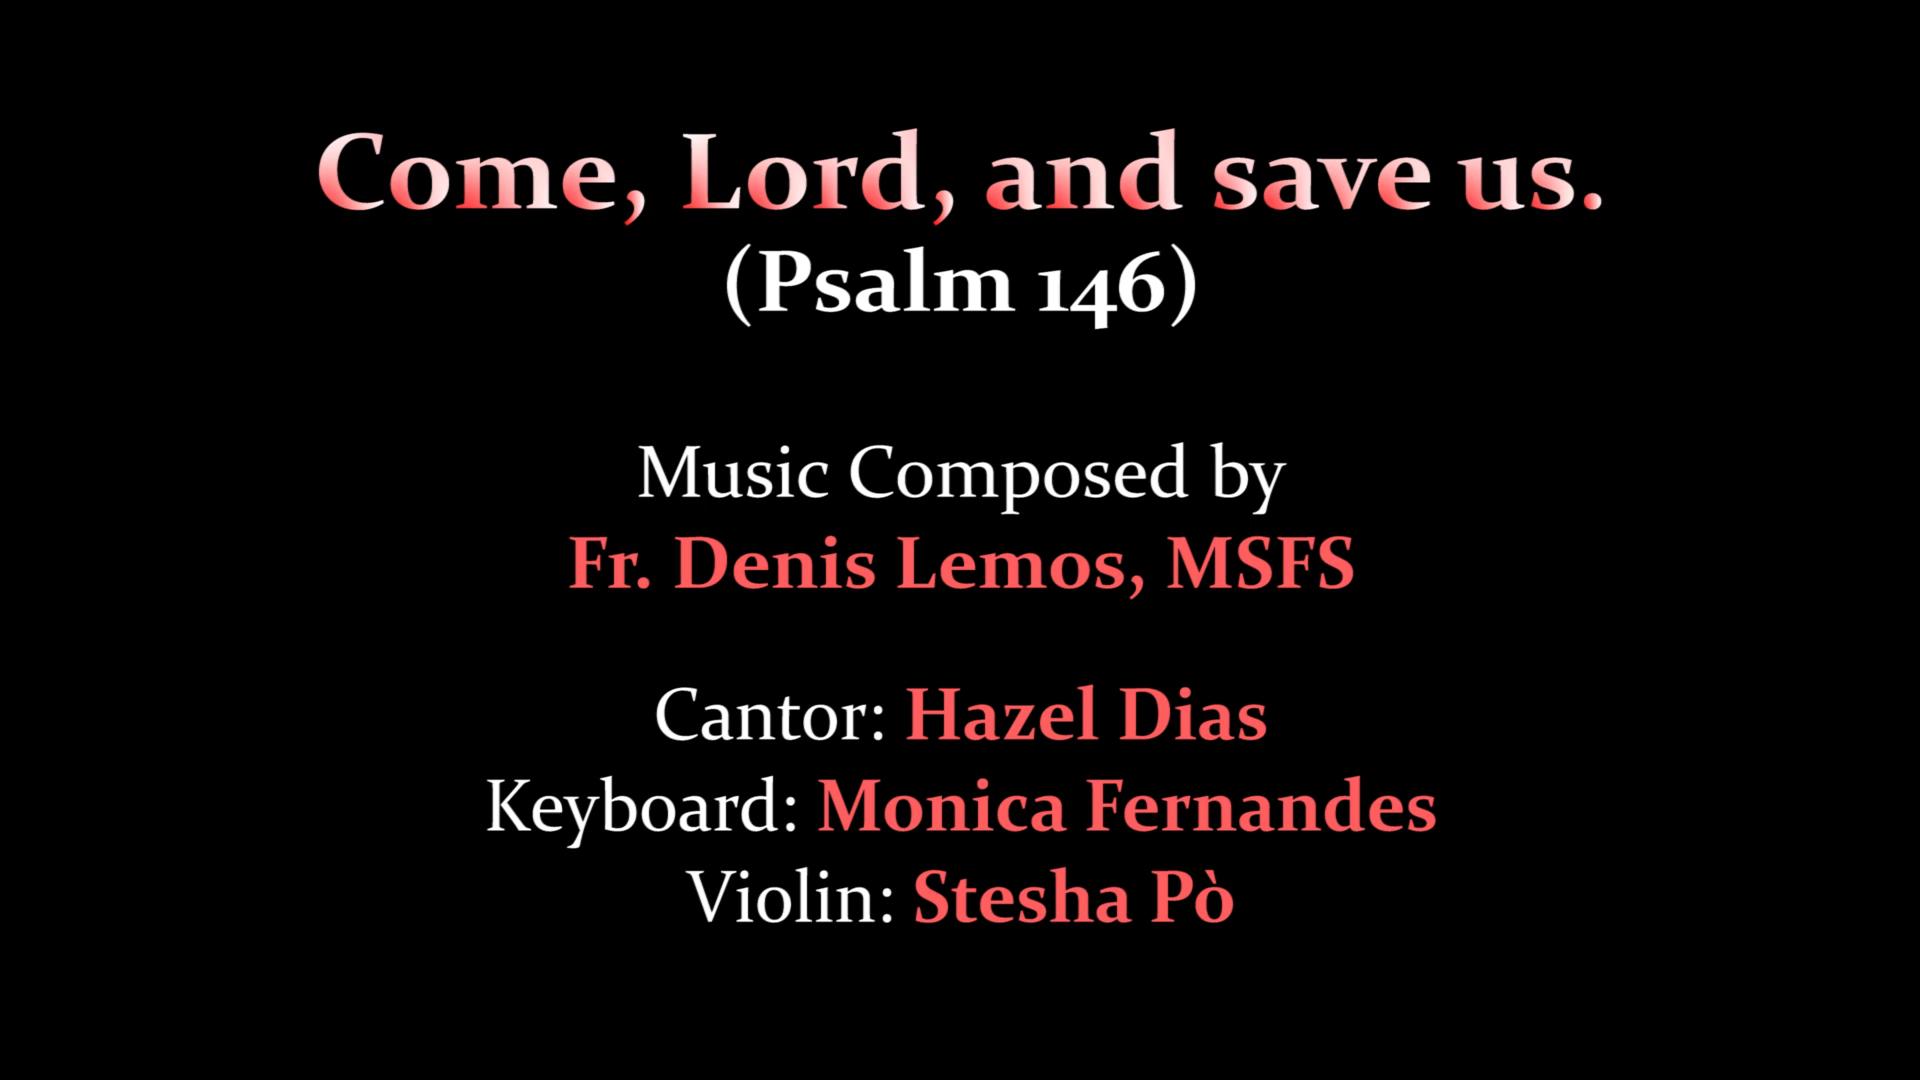 Come, Lord, and save us.
(Psalm 146)
Music Composed by
Fr. Denis Lemos, MSFS
Cantor: Hazel Dias
Keyboard: Monica Fernandes
Violin: Stesha Pò